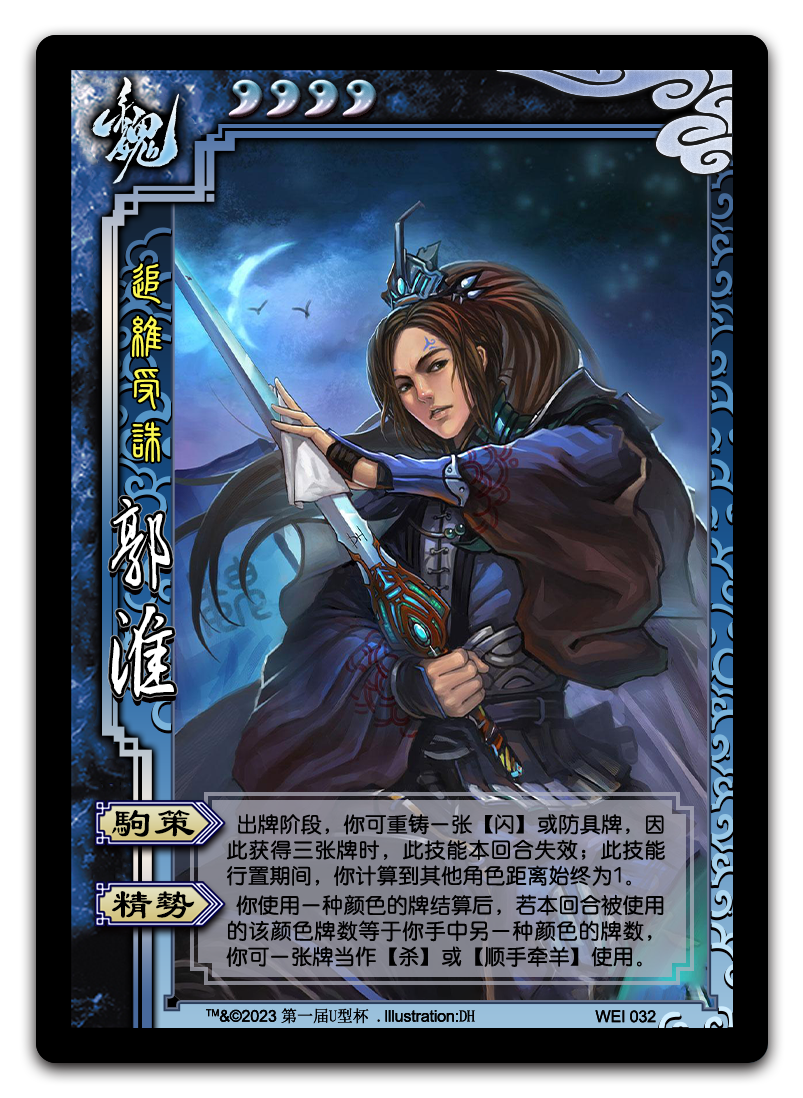 魏
追維受誅
郭淮
駒策
出牌阶段，你可重铸一张【闪】或防具牌，因
此获得三张牌时，此技能本回合失效；此技能
行置期间，你计算到其他角色距离始终为1。
精勢
你使用一种颜色的牌结算后，若本回合被使用
的该颜色牌数等于你手中另一种颜色的牌数，
你可一张牌当作【杀】或【顺手牵羊】使用。
™&©2023 第一届U型杯 . Illustration:DH
WEI 032